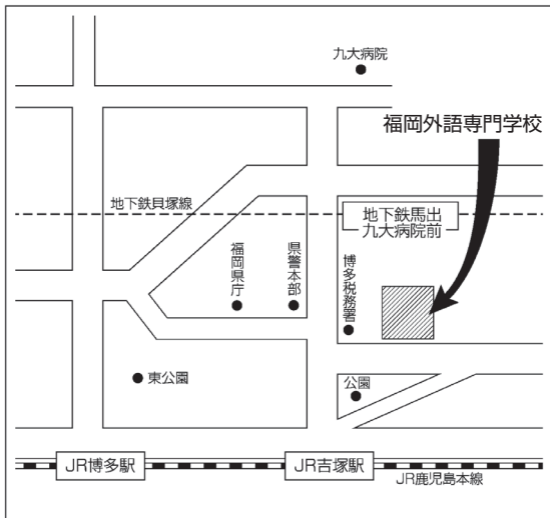 九大病院
福岡外語専門学校
地下鉄貝塚線
地下鉄馬出
九大病院前
福岡県庁
県警本部
博多税務署
東公園
公園
JR博多駅
JR吉塚駅
JR鹿児島本線